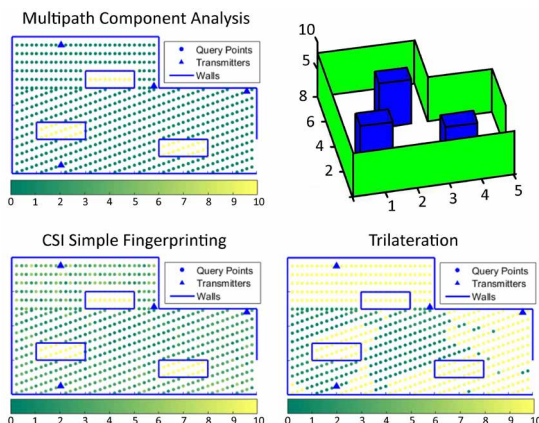 Multipath Component Analysis
Query Points
Transmitters
Walls
0 1 2 3 4 5 6 7 8 9 10
10
5
8
6
4
2
1
2
3
4
5
CSI Simple Fingerprinting
Query Points
Transmitters
Walls
0 1 2 3 4 5 6 7 8 9 10
Trilateration
Query Points
Transmitters
Walls
0 1 2 3 4 5 6 7 8 9 10